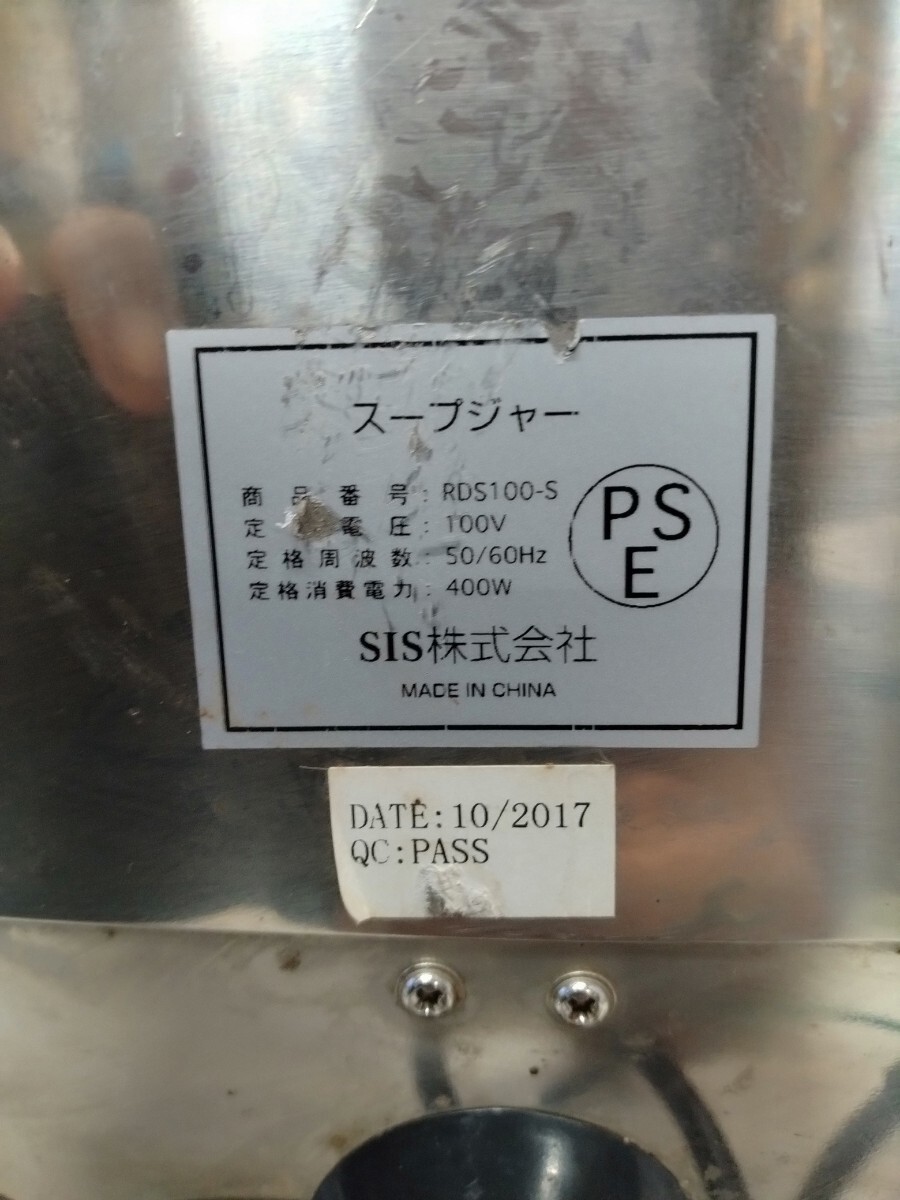 スープジャー
商品番号: RDS100-S
定 電圧: 100V
定格周波数: 50/60Hz
定格消費電力: 400W
PS
E
SIS株式会社
MADE IN CHINA
DATE:10/2017
QC:PASS